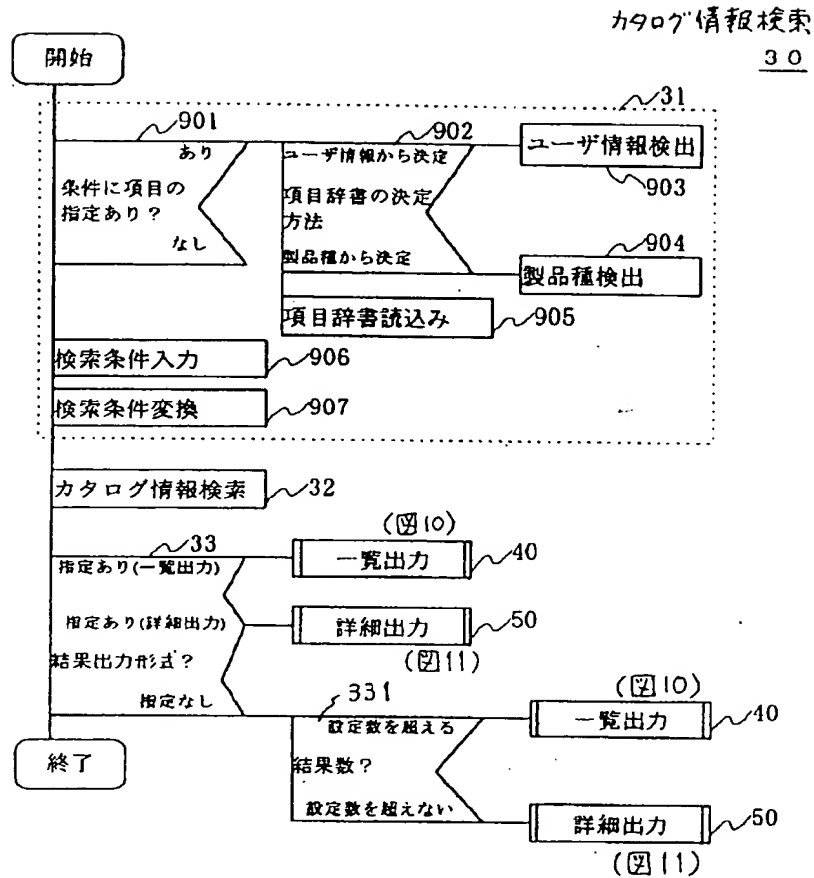 カタログ情報検索
30
開始
31
901
902
あり
ユーザ情報から決定
ユーザ情報検出
903
条件に項目の
指定あり?
項目辞書の決定
方法
なし
製品種から決定
904
製品種検出
項目辞書読込み
905
検索条件入力
906
検索条件変換
907
カタログ情報検索
32
(図10)
33
指定あり(一覧出力)
一覧出力
40
指定あり(詳細出力)
詳細出力
50
(図11)
結果出力形式?
指定なし
331
(図10)
設定数を超える
一覧出力
40
終了
結果数?
設定数を超えない
詳細出力
50
(図11)